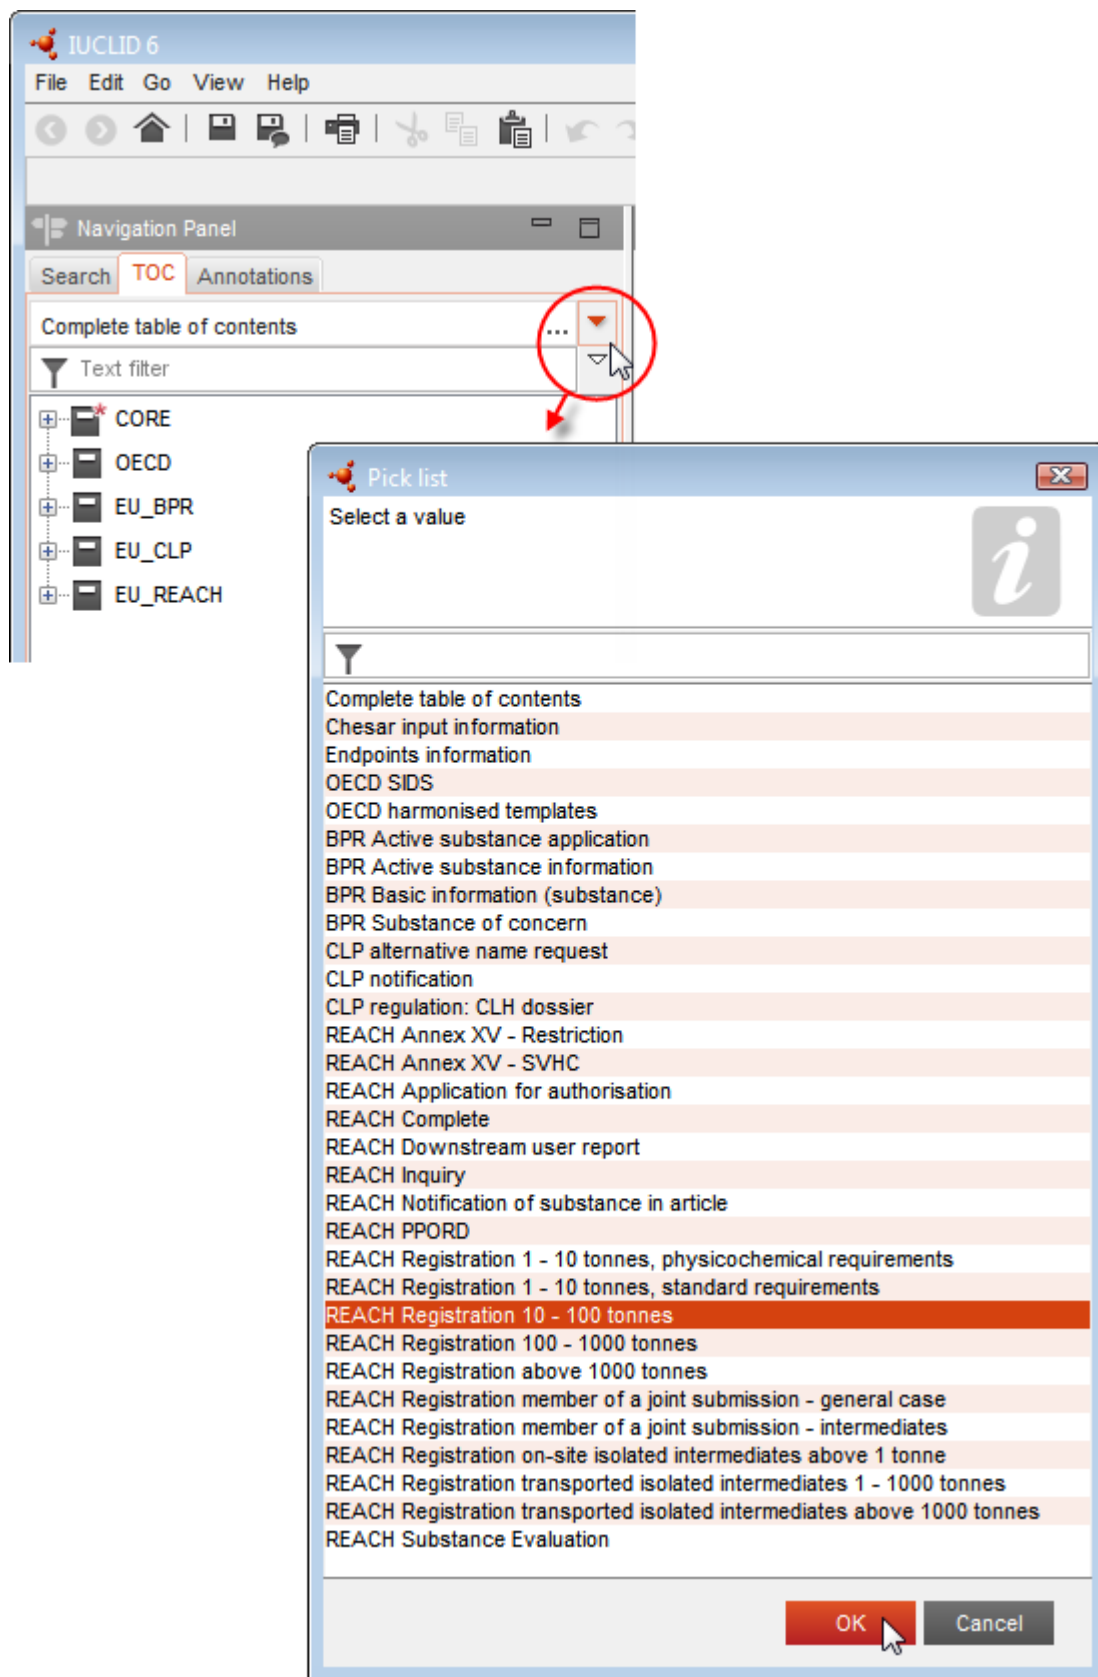 IUCLID 6
File Edit Go View Help
Navigation Panel
Search TOC Annotations
Complete table of contents ...
Text filter
CORE
OECD
EU_BPR
EU_CLP
EU_REACH
Pick list
Select a value
Complete table of contents
Chesar input information
Endpoints information
OECD SIDS
OECD harmonised templates
BPR Active substance application
BPR Active substance information
BPR Basic information (substance)
BPR Substance of concern
CLP alternative name request
CLP notification
CLP regulation: CLH dossier
REACH Annex XV - Restriction
REACH Annex XV - SVHC
REACH Application for authorisation
REACH Complete
REACH Downstream user report
REACH Inquiry
REACH Notification of substance in article
REACH PPORD
REACH Registration 1 - 10 tonnes, physicochemical requirements
REACH Registration 1 - 10 tonnes, standard requirements
REACH Registration 10 - 100 tonnes
REACH Registration 100 - 1000 tonnes
REACH Registration above 1000 tonnes
REACH Registration member of a joint submission - general case
REACH Registration member of a joint submission - intermediates
REACH Registration on-site isolated intermediates above 1 tonne
REACH Registration transported isolated intermediates 1 - 1000 tonnes
REACH Registration transported isolated intermediates above 1000 tonnes
REACH Substance Evaluation
OK Cancel